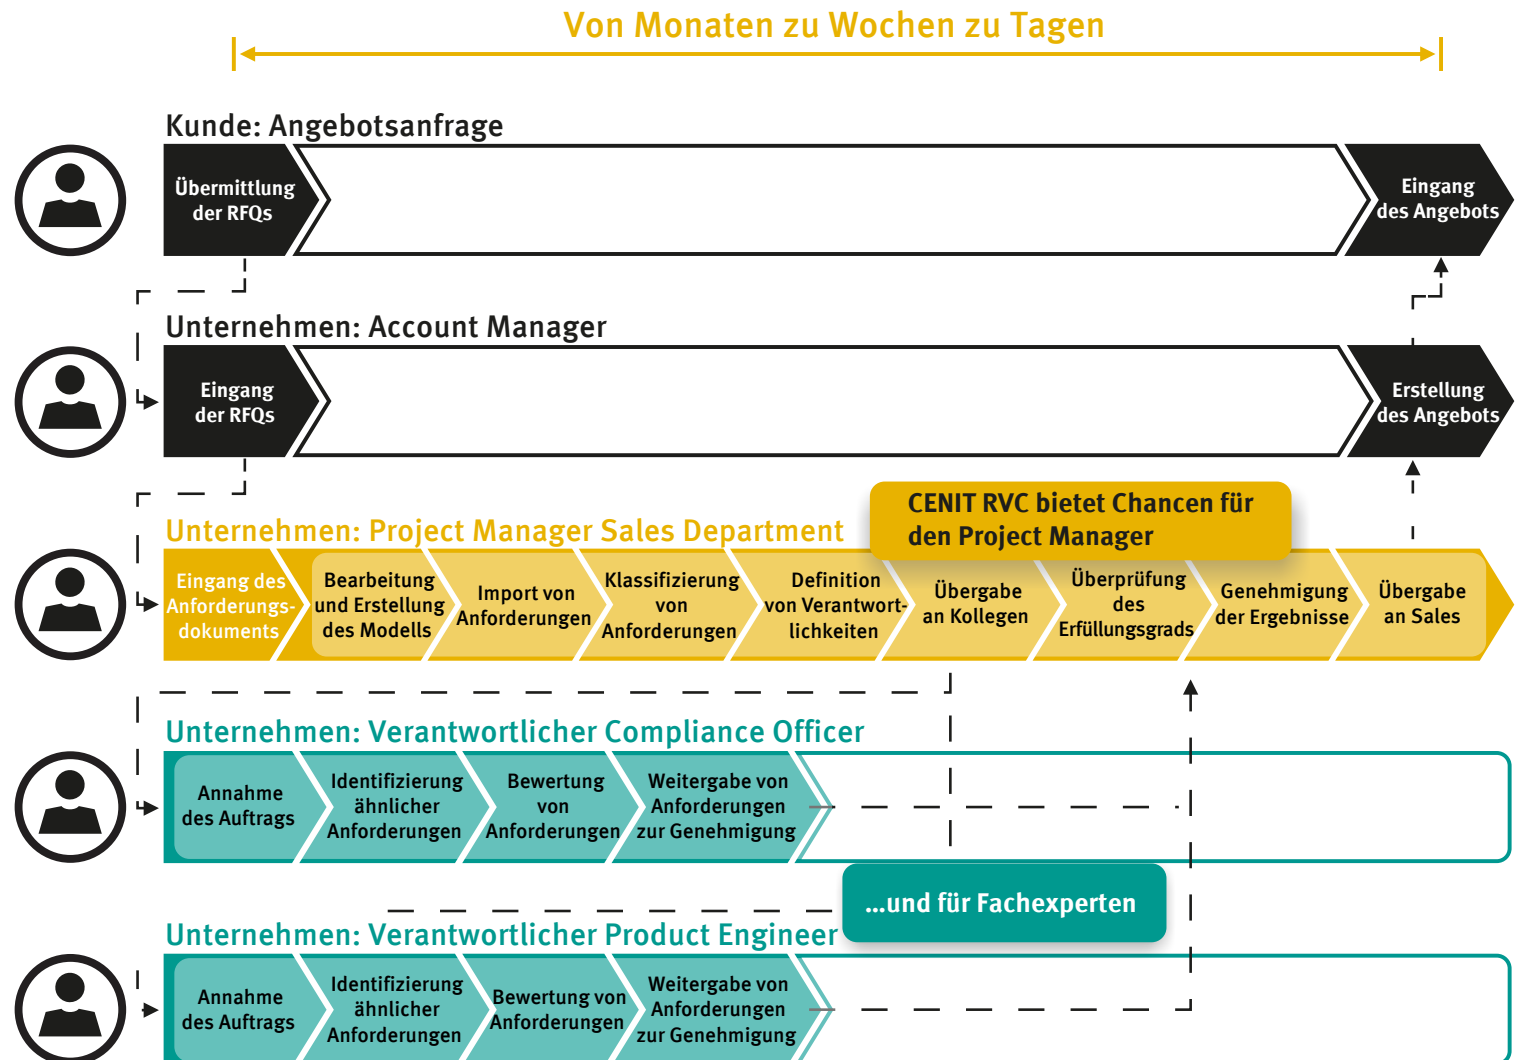 Von Monaten zu Wochen zu Tagen
Kunde: Angebotsanfrage
Übermittlung
der RFQs
Eingang
des Angebots
Unternehmen: Account Manager
Eingang
der RFQs
Erstellung
des Angebots
CENIT RVC bietet Chancen für
den Project Manager
Unternehmen: Project Manager Sales Department
Eingang des
Anforderungs-
dokuments
Bearbeitung
und Erstellung
des Modells
Import von
Anforderungen
Klassifizierung
von
Anforderungen
Definition
von Verantwort-
lichkeiten
Übergabe
an Kollegen
Überprüfung
des
Erfüllungsgrads
Genehmigung
der Ergebnisse
Übergabe
an Sales
Unternehmen: Verantwortlicher Compliance Officer
Annahme
des Auftrags
Identifizierung
ähnlicher
Anforderungen
Bewertung
von
Anforderungen
Weitergabe von
Anforderungen
zur Genehmigung
...und für Fachexperten
Unternehmen: Verantwortlicher Product Engineer
Annahme
des Auftrags
Identifizierung
ähnlicher
Anforderungen
Bewertung von
Anforderungen
Weitergabe von
Anforderungen
zur Genehmigung